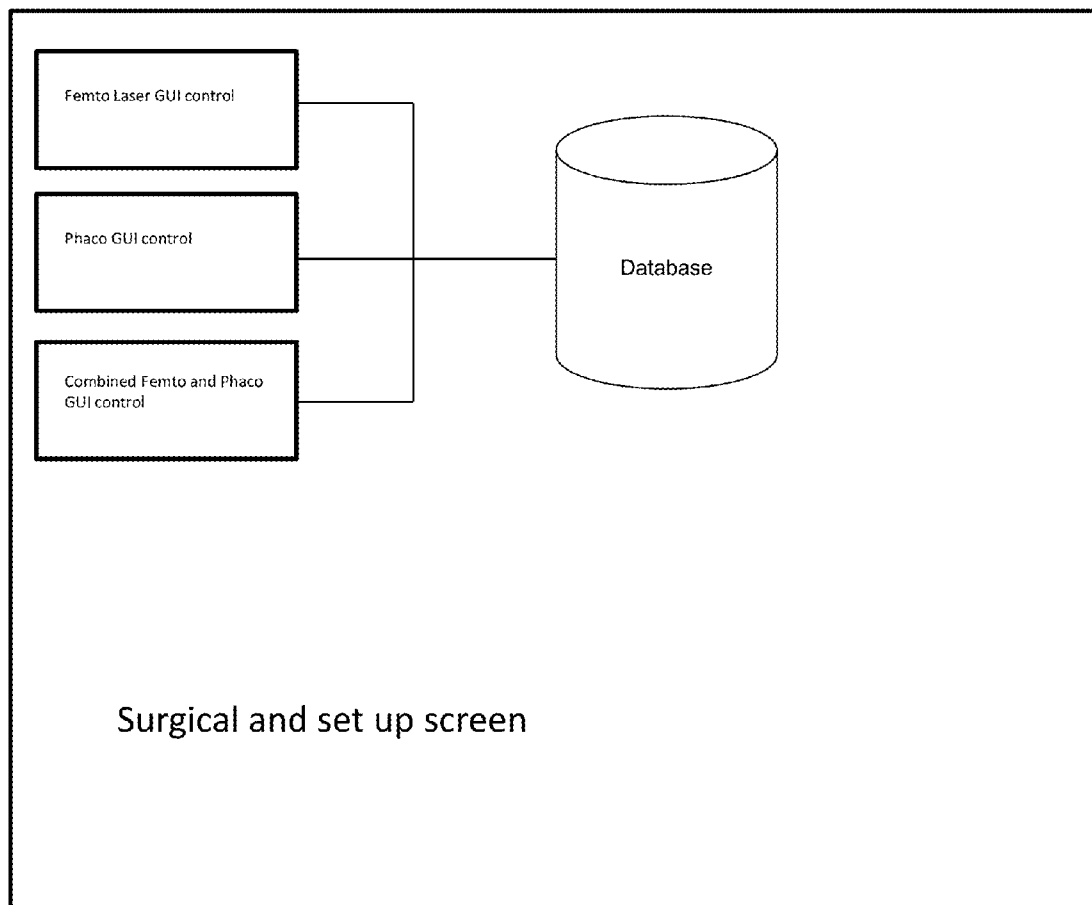 Femto Laser GUI control
Phaco GUI control
Database
Combined Femto and Phaco
GUI control
Surgical and set up screen